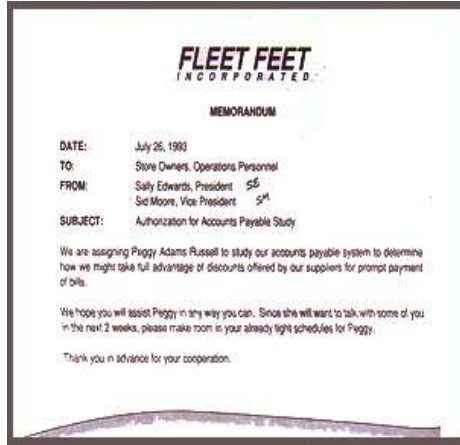 FLEET FEET
INCORPORATED
MEMORANDUM
DATE: July 26, 1993
TO: Store Owners, Operations Personnel
FROM: Sally Edwards, President SE
Sid Moore, Vice President SM
SUBJECT: Authorization for Accounts Payable Study
We are assigning Peggy Adams Russell to study our accounts payable system to determine
how we might take full advantage of discounts offered by our suppliers for prompt payment
of bills.
We hope you will assist Peggy in any way you can. Since she will want to talk with some of you
in the next 2 weeks, please make room in your already tight schedules for Peggy.
Thank you in advance for your cooperation.